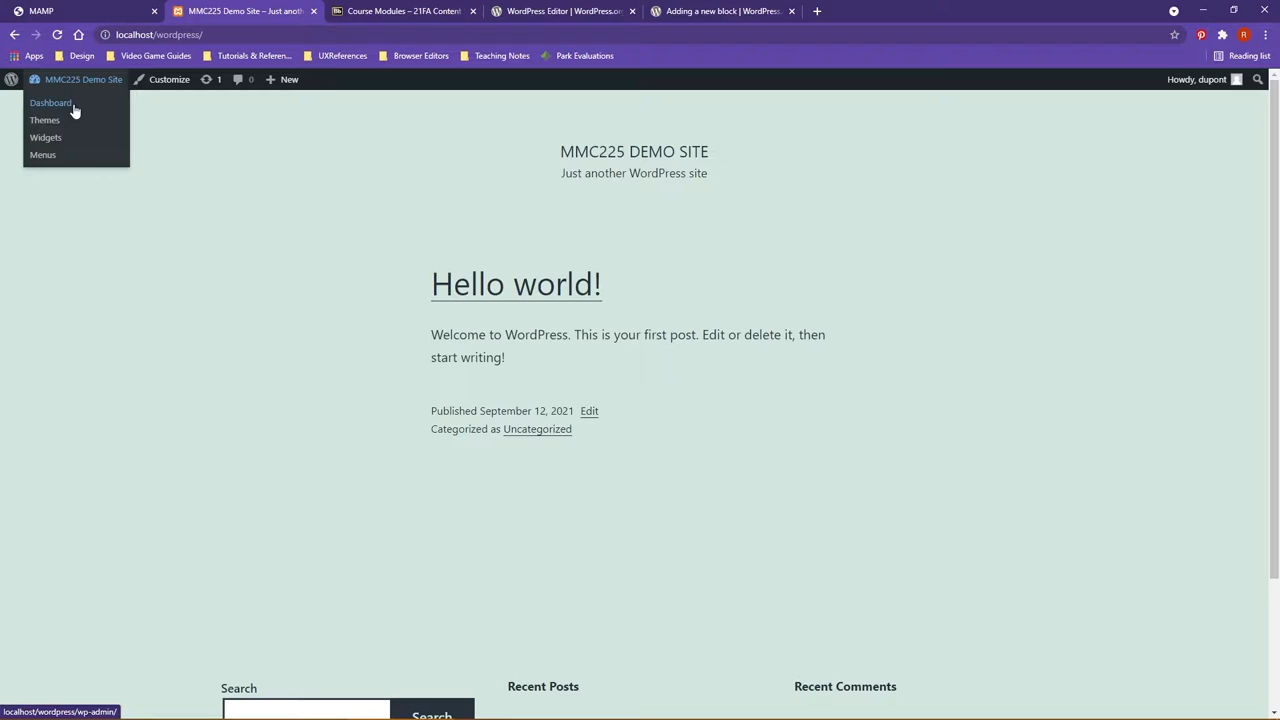 MAMP
MMC225 Demo Site – Just anoth
Course Modules – 21FA Content
WordPress Editor | WordPress.org
Adding a new block | WordPress.
localhost/wordpress/
Apps
Design
Video Game Guides
Tutorials & Referen...
UXReferences
Browser Editors
Teaching Notes
Park Evaluations
Reading list
MMC225 Demo Site
Customize
1
0
New
Howdy, dupont
Dashboard
Themes
Widgets
Menus
MMC225 DEMO SITE
Just another WordPress site
Hello world!
Welcome to WordPress. This is your first post. Edit or delete it, then
start writing!
Published September 12, 2021 Edit
Categorized as Uncategorized
Search
Search
Recent Posts
Recent Comments
localhost/wordpress/wp-admin/